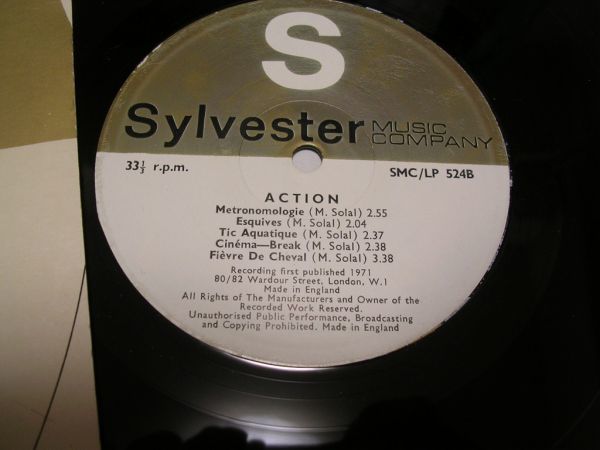 S
Sylvester MUSIC COMPANY
33⅓ r.p.m.
SMC/LP 524B
ACTION
Metronomologie (M. Solal) 2.55
Esquives (M. Solal) 2.04
Tic Aquatique (M. Solal) 2.37
Cinéma—Break (M. Solal) 2.38
Fièvre De Cheval (M. Solal) 3.38
Recording first published 1971
80/82 Wardour Street, London, W.1
Made in England
All Rights of The Manufacturers and Owner of the
Recorded Work Reserved.
Unauthorised Public Performance, Broadcasting
and Copying Prohibited. Made in England